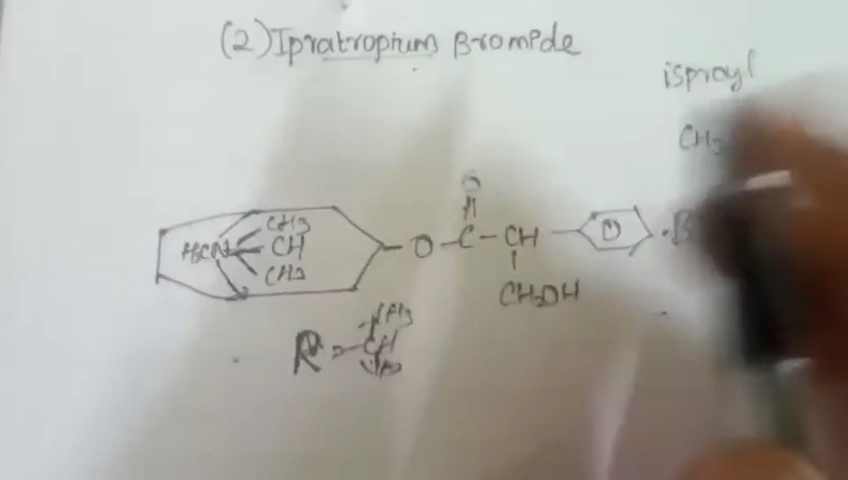 (2) Ipratropium Bromide
isproyl
CH3
O
CH3
H3CN CH O C CH O .B
CH3
CH2OH
R = CH